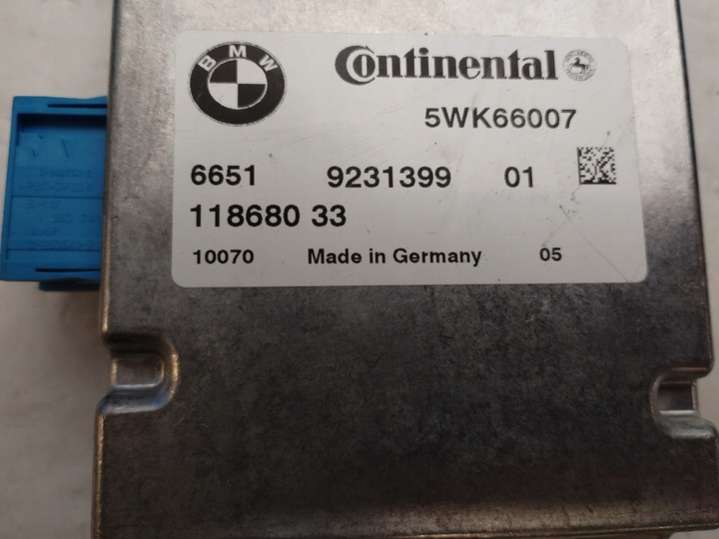 BMW
Continental
5WK66007
6651 9231399 01
118680 33
10070 Made in Germany 05